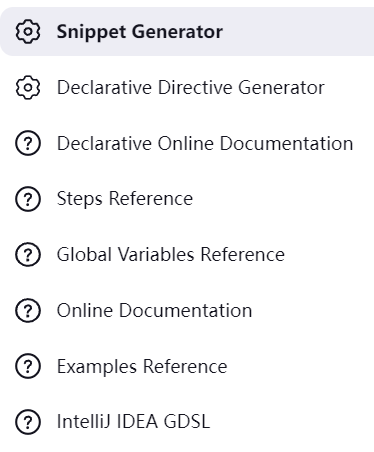 Snippet Generator
Declarative Directive Generator
Declarative Online Documentation
Steps Reference
Global Variables Reference
Online Documentation
Examples Reference
IntelliJ IDEA GDSL